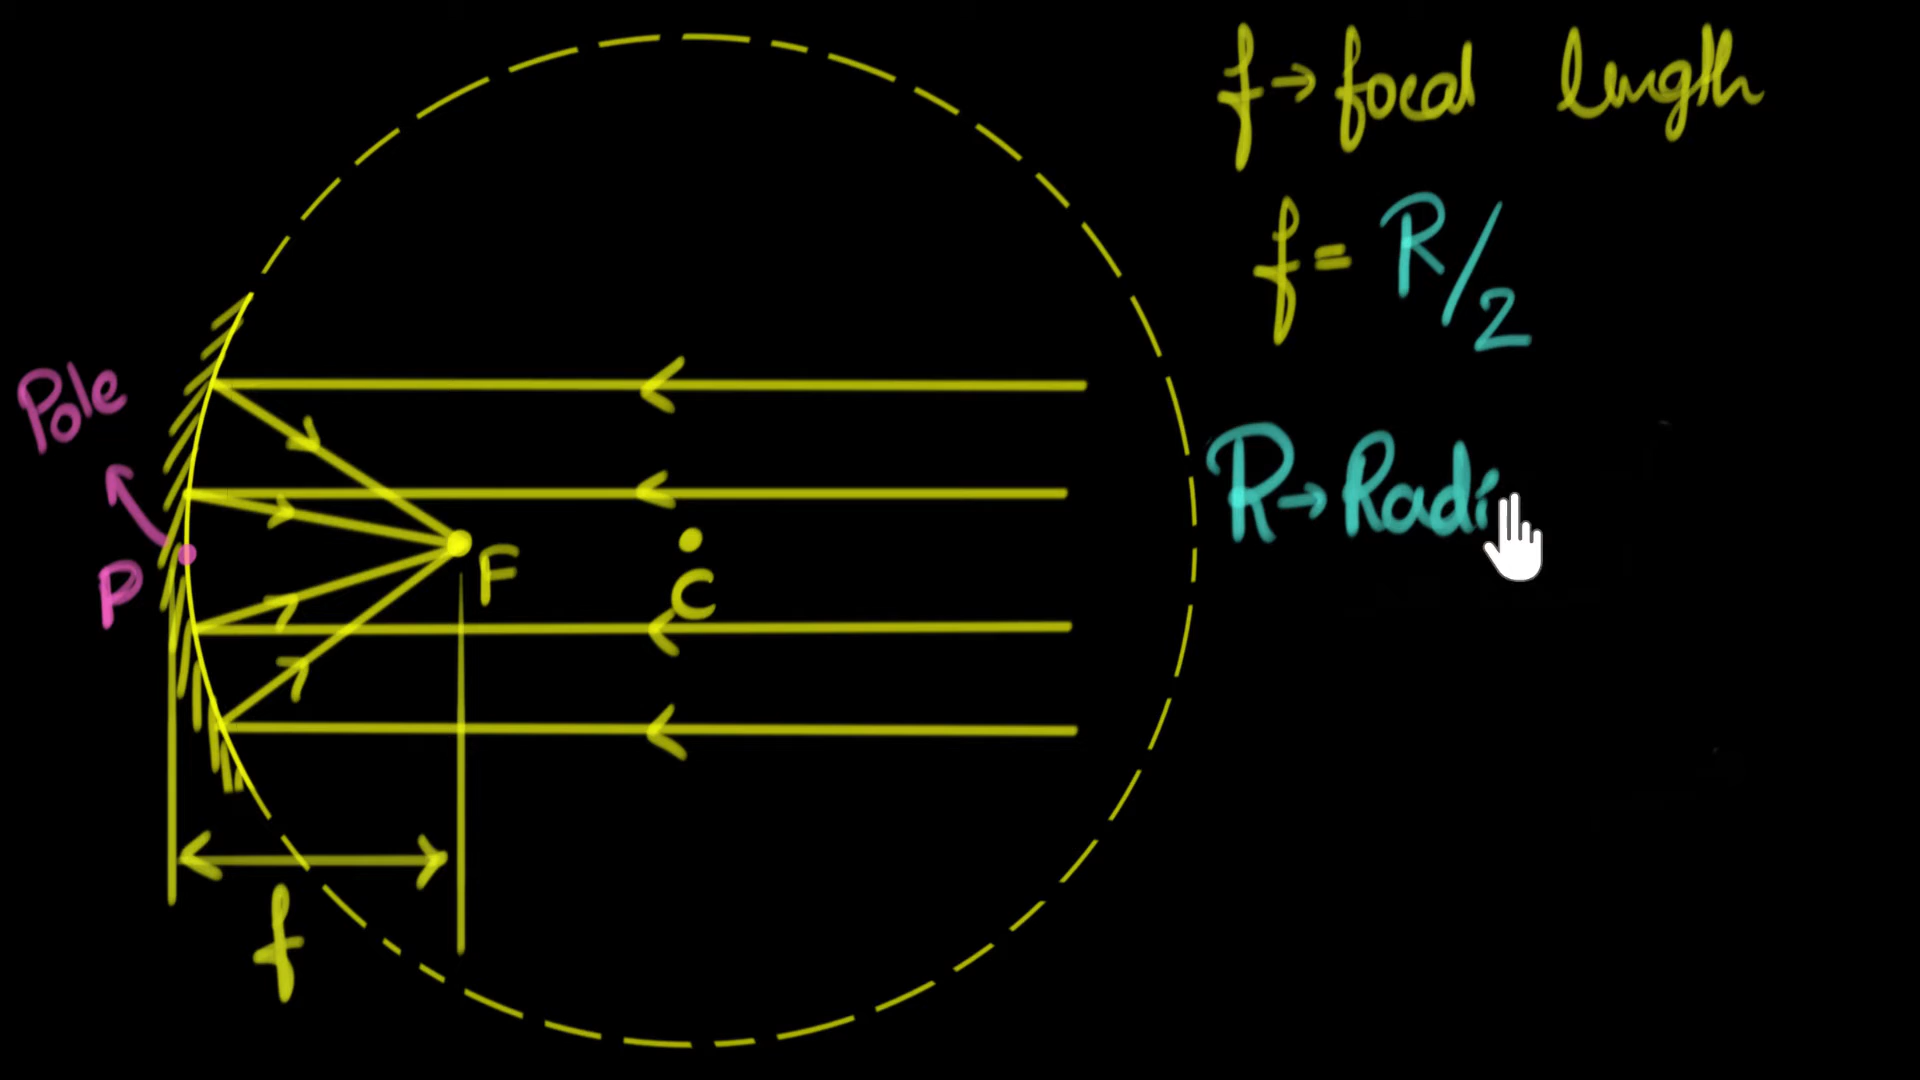 f → focal length
f = R/2
Pole
R → Radi
F
C
P
f